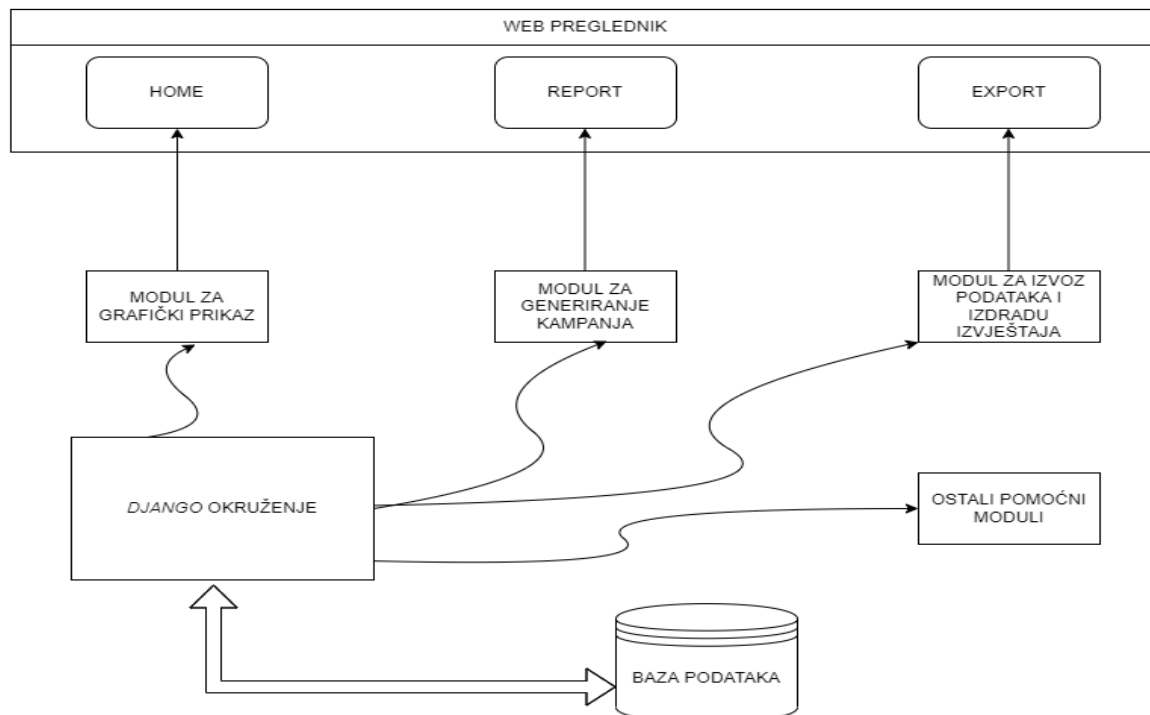 WEB PREGLEDNIK
HOME
REPORT
EXPORT
MODUL ZA
GRAFIČKI PRIKAZ
MODUL ZA
GENERIRANJE
KAMPANJA
MODUL ZA IZVOZ
PODATAKA I
IZDRADU
IZVJEŠTAJA
DJANGO OKRUŽENJE
OSTALI POMOĆNI
MODULI
BAZA PODATAKA